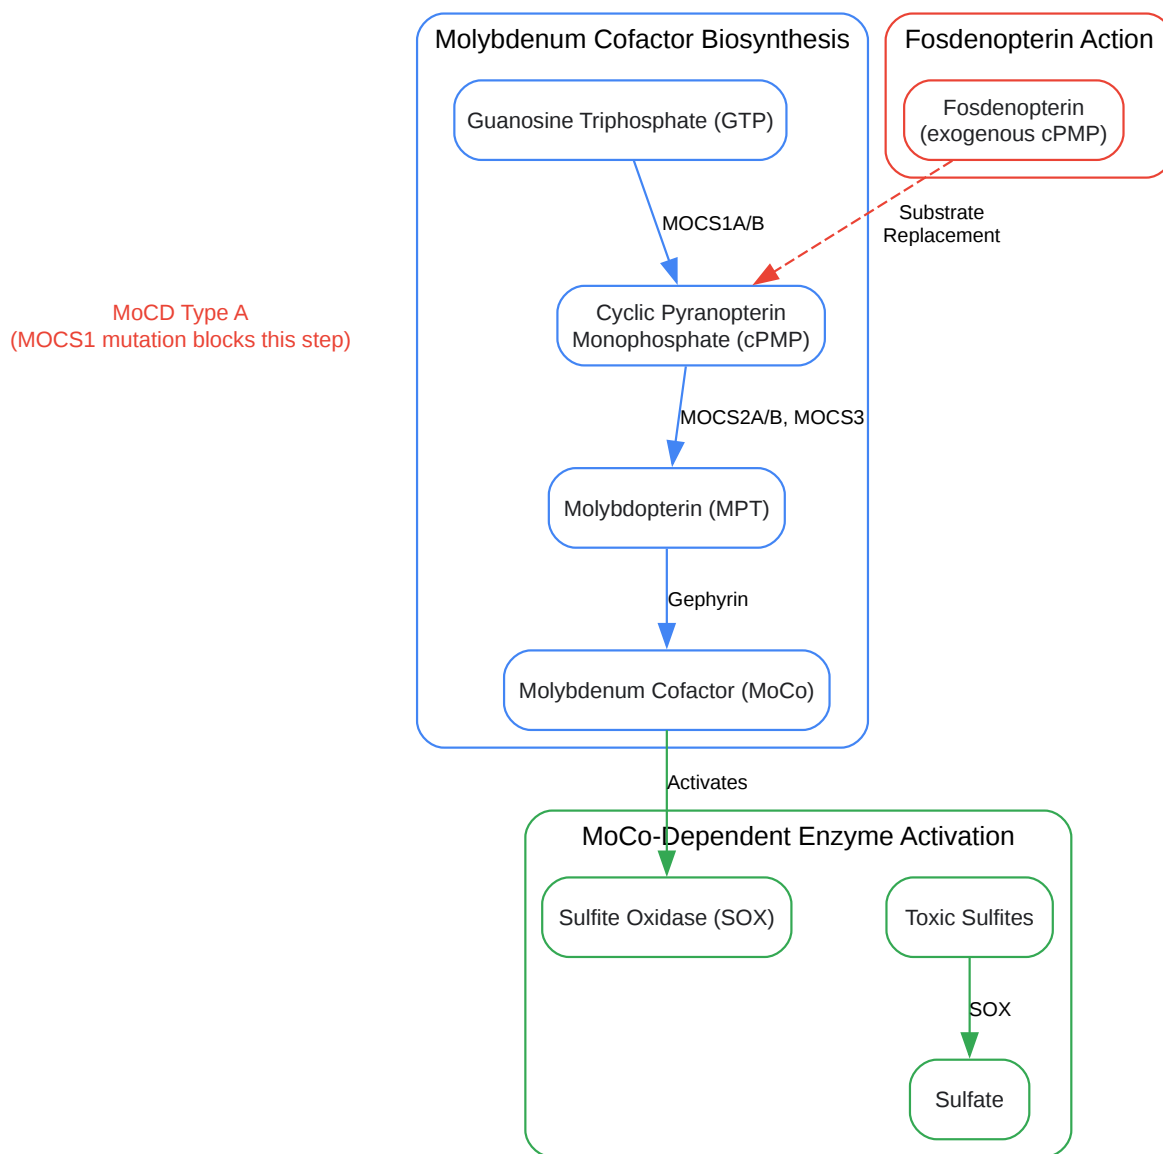 Molybdenum Cofactor Biosynthesis
Fosdenopterin Action
Guanosine Triphosphate (GTP)
Fosdenopterin
(exogenous cPMP)
MOCS1A/B
Substrate
Replacement
MoCD Type A
(MOCS1 mutation blocks this step)
Cyclic Pyranopterin
Monophosphate (cPMP)
MOCS2A/B, MOCS3
Molybdopterin (MPT)
Gephyrin
Molybdenum Cofactor (MoCo)
Activates
MoCo-Dependent Enzyme Activation
Sulfite Oxidase (SOX)
Toxic Sulfites
SOX
Sulfate